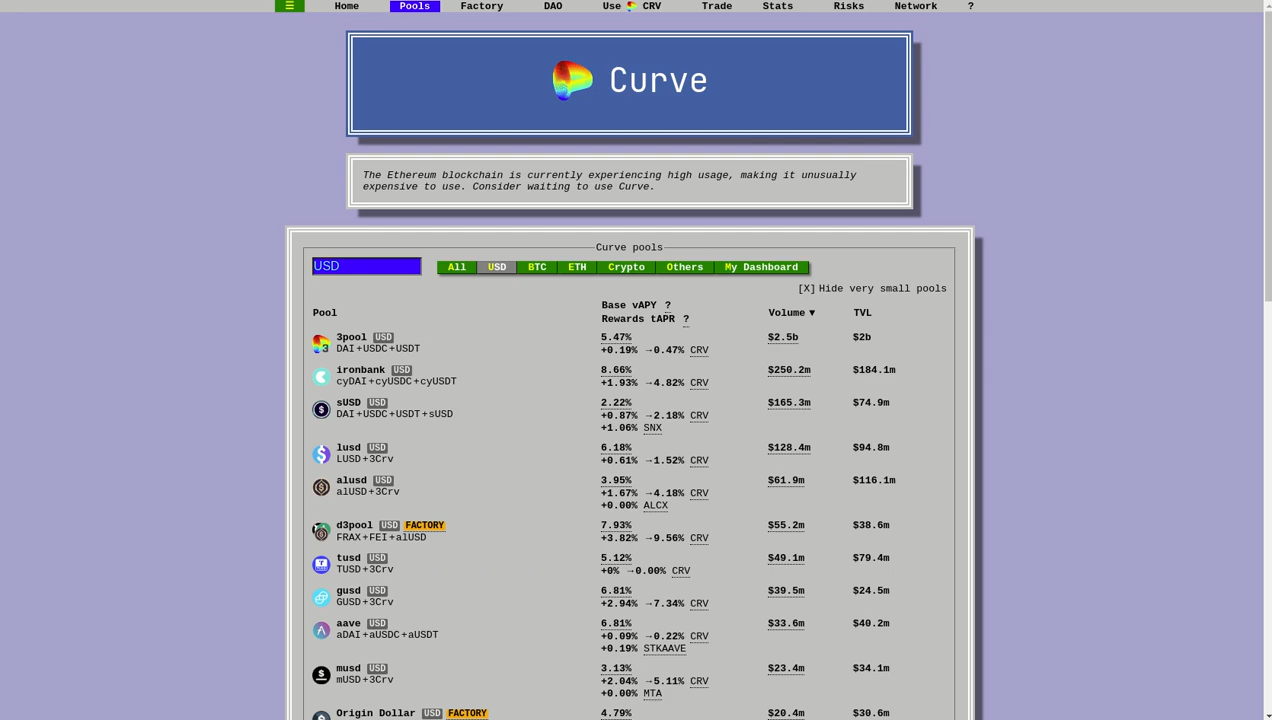 ☰ Home Pools Factory DAO Use CRV Trade Stats Risks Network ?
Curve
The Ethereum blockchain is currently experiencing high usage, making it unusually
expensive to use. Consider waiting to use Curve.
Curve pools
USD All USD BTC ETH Crypto Others My Dashboard
[X] Hide very small pools
Pool Base vAPY ? Rewards tAPR ? Volume ▼ TVL
3pool USD 5.47% $2.5b $2b
DAI+USDC+USDT +0.19% →0.47% CRV
ironbank USD 8.66% $250.2m $184.1m
cyDAI+cyUSDC+cyUSDT +1.93% →4.82% CRV
sUSD USD 2.22% $165.3m $74.9m
DAI+USDC+USDT+sUSD +0.87% →2.18% CRV
+1.06% SNX
lusd USD 6.18% $128.4m $94.8m
LUSD+3Crv +0.61% →1.52% CRV
alusd USD 3.95% $61.9m $116.1m
alUSD+3Crv +1.67% →4.18% CRV
+0.00% ALCX
d3pool USD FACTORY 7.93% $55.2m $38.6m
FRAX+FEI+alUSD +3.82% →9.56% CRV
tusd USD 5.12% $49.1m $79.4m
TUSD+3Crv +0% →0.00% CRV
gusd USD 6.81% $39.5m $24.5m
GUSD+3Crv +2.94% →7.34% CRV
aave USD 6.81% $33.6m $40.2m
aDAI+aUSDC+aUSDT +0.09% →0.22% CRV
+0.19% STKAAVE
musd USD 3.13% $23.4m $34.1m
mUSD+3Crv +2.04% →5.11% CRV
+0.00% MTA
Origin Dollar USD FACTORY 4.79% $20.4m $30.6m